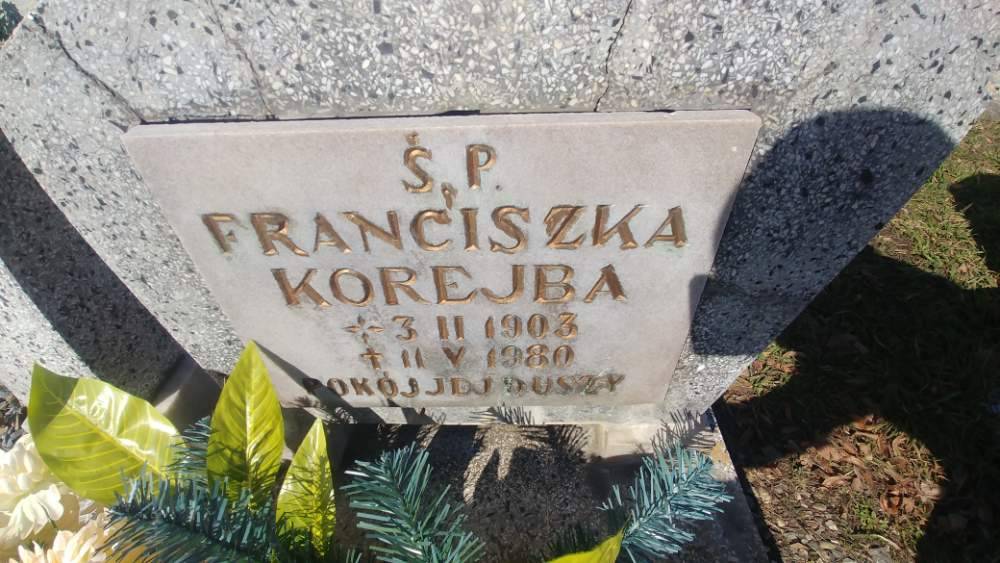 Ś. P.
FRANCISZKA
KOREJBA
* 3 II 1903
† 11 V 1980
POKÓJ JEJ DUSZY